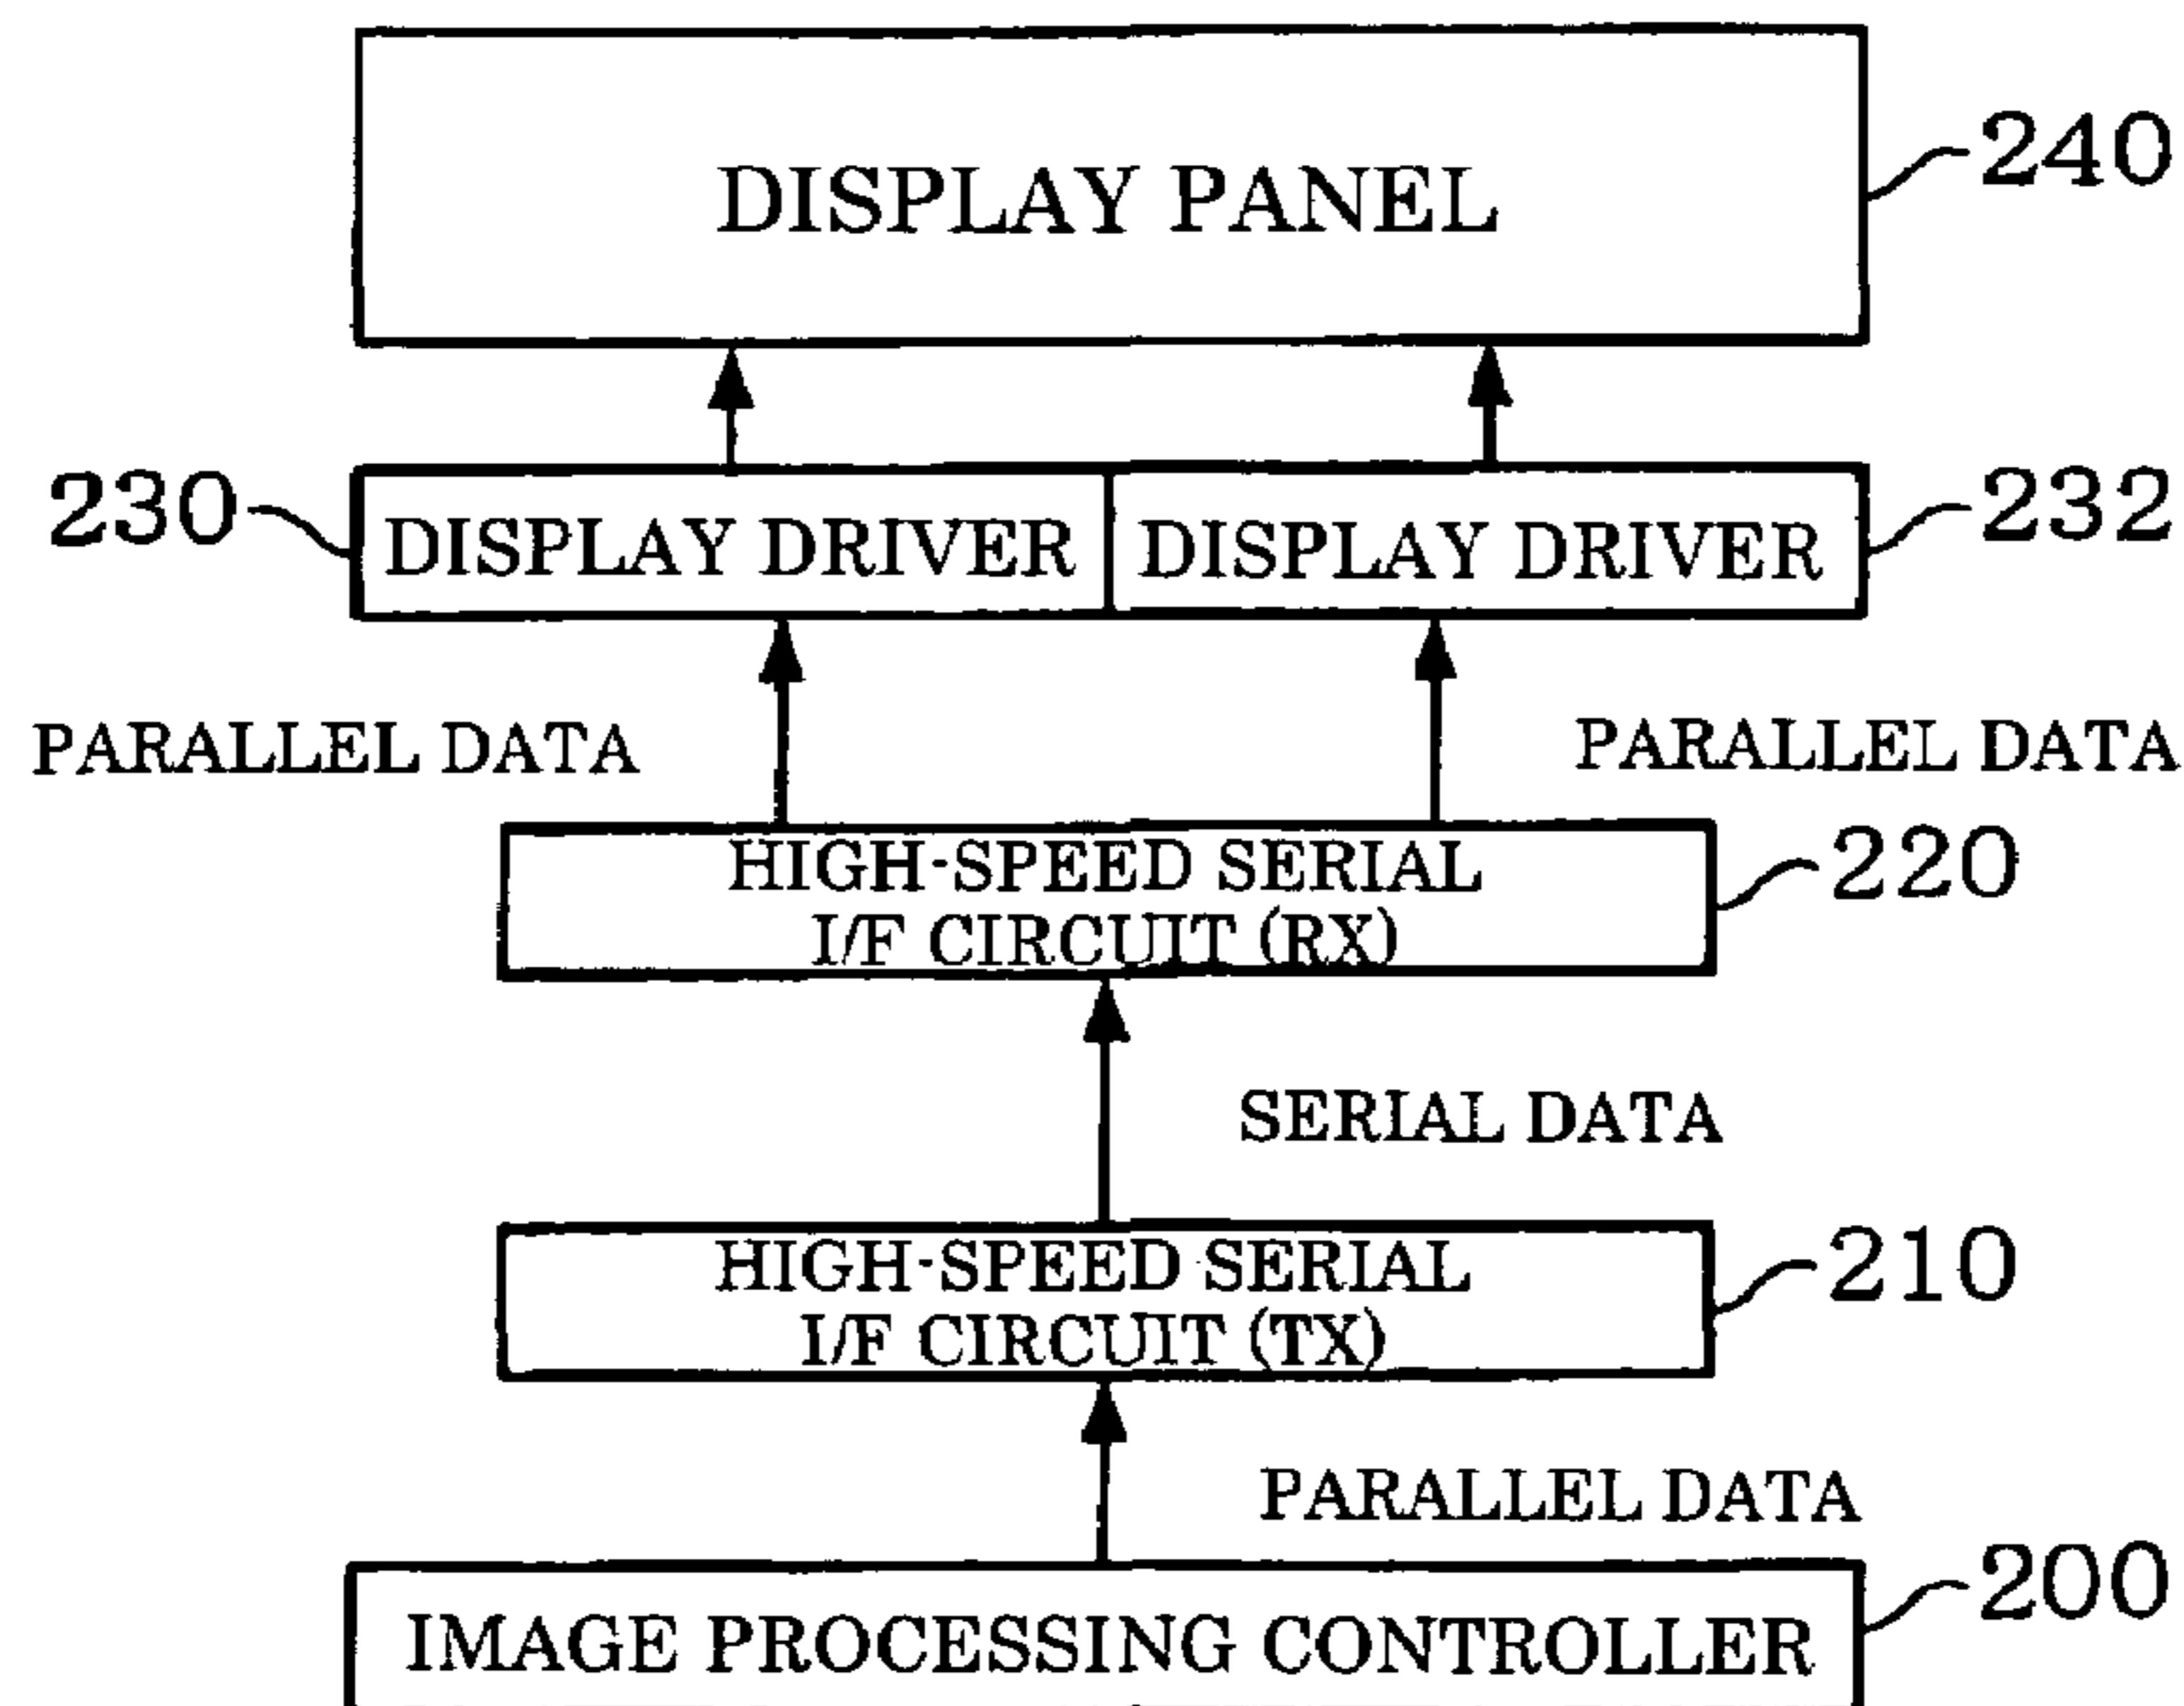 DISPLAY PANEL
240
230
DISPLAY DRIVER
DISPLAY DRIVER
232
PARALLEL DATA
PARALLEL DATA
HIGH-SPEED SERIAL
I/F CIRCUIT (RX)
220
SERIAL DATA
HIGH-SPEED SERIAL
I/F CIRCUIT (TX)
210
PARALLEL DATA
200
IMAGE PROCESSING CONTROLLER